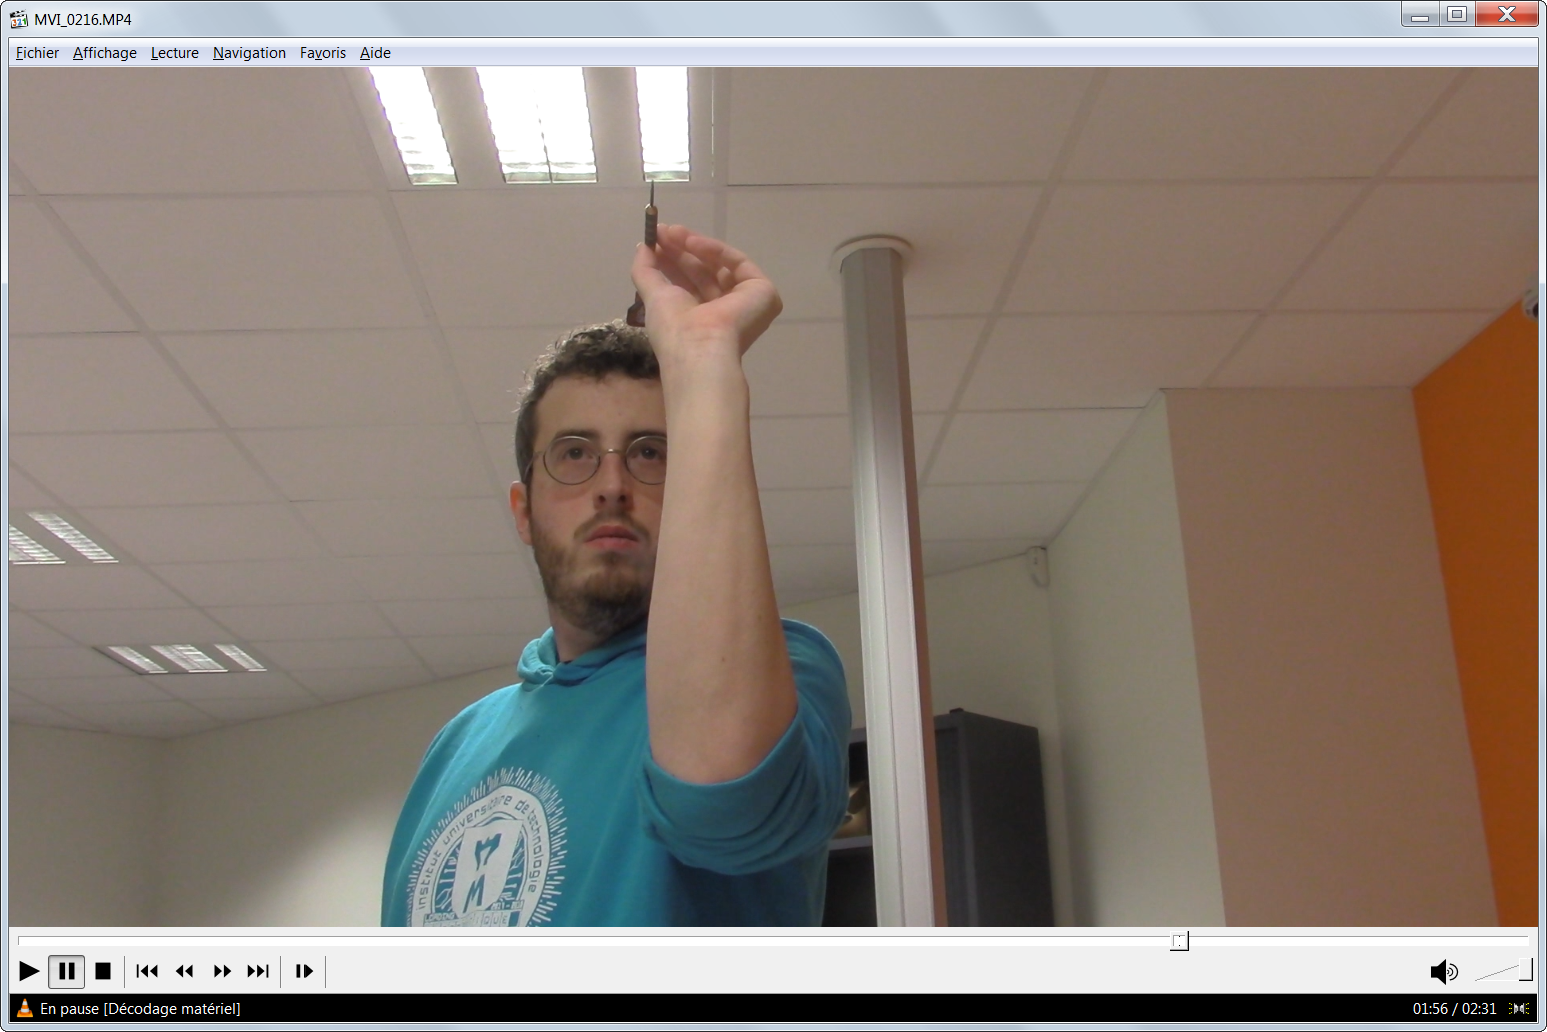 MVI_0216.MP4
Fichier Affichage Lecture Navigation Favoris Aide
institut universitaire de technologie
En pause [Décodage matériel]
01:56 / 02:31